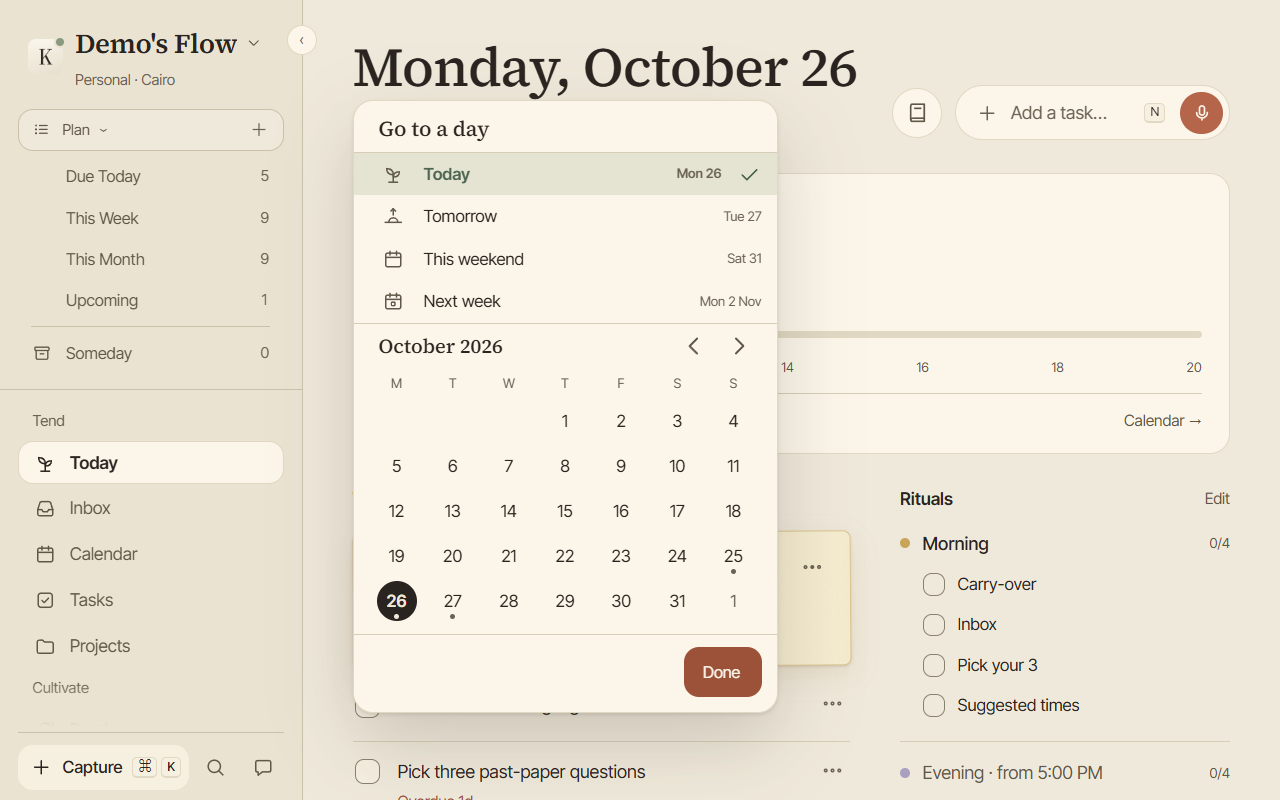 K
Demo's Flow
Personal · Cairo
Plan
Due Today 5
This Week 9
This Month 9
Upcoming 1
Someday 0
Tend
Today
Inbox
Calendar
Tasks
Projects
Cultivate
Capture ⌘ K
Monday, October 26
Add a task... N
Go to a day
Today Mon 26
Tomorrow Tue 27
This weekend Sat 31
Next week Mon 2 Nov
October 2026
M T W T F S S
1 2 3 4
5 6 7 8 9 10 11
12 13 14 15 16 17 18
19 20 21 22 23 24 25
26 27 28 29 30 31 1
Done
14 16 18 20
Calendar →
Pick three past-paper questions
Overdue 1d
Rituals Edit
Morning 0/4
Carry-over
Inbox
Pick your 3
Suggested times
Evening · from 5:00 PM 0/4